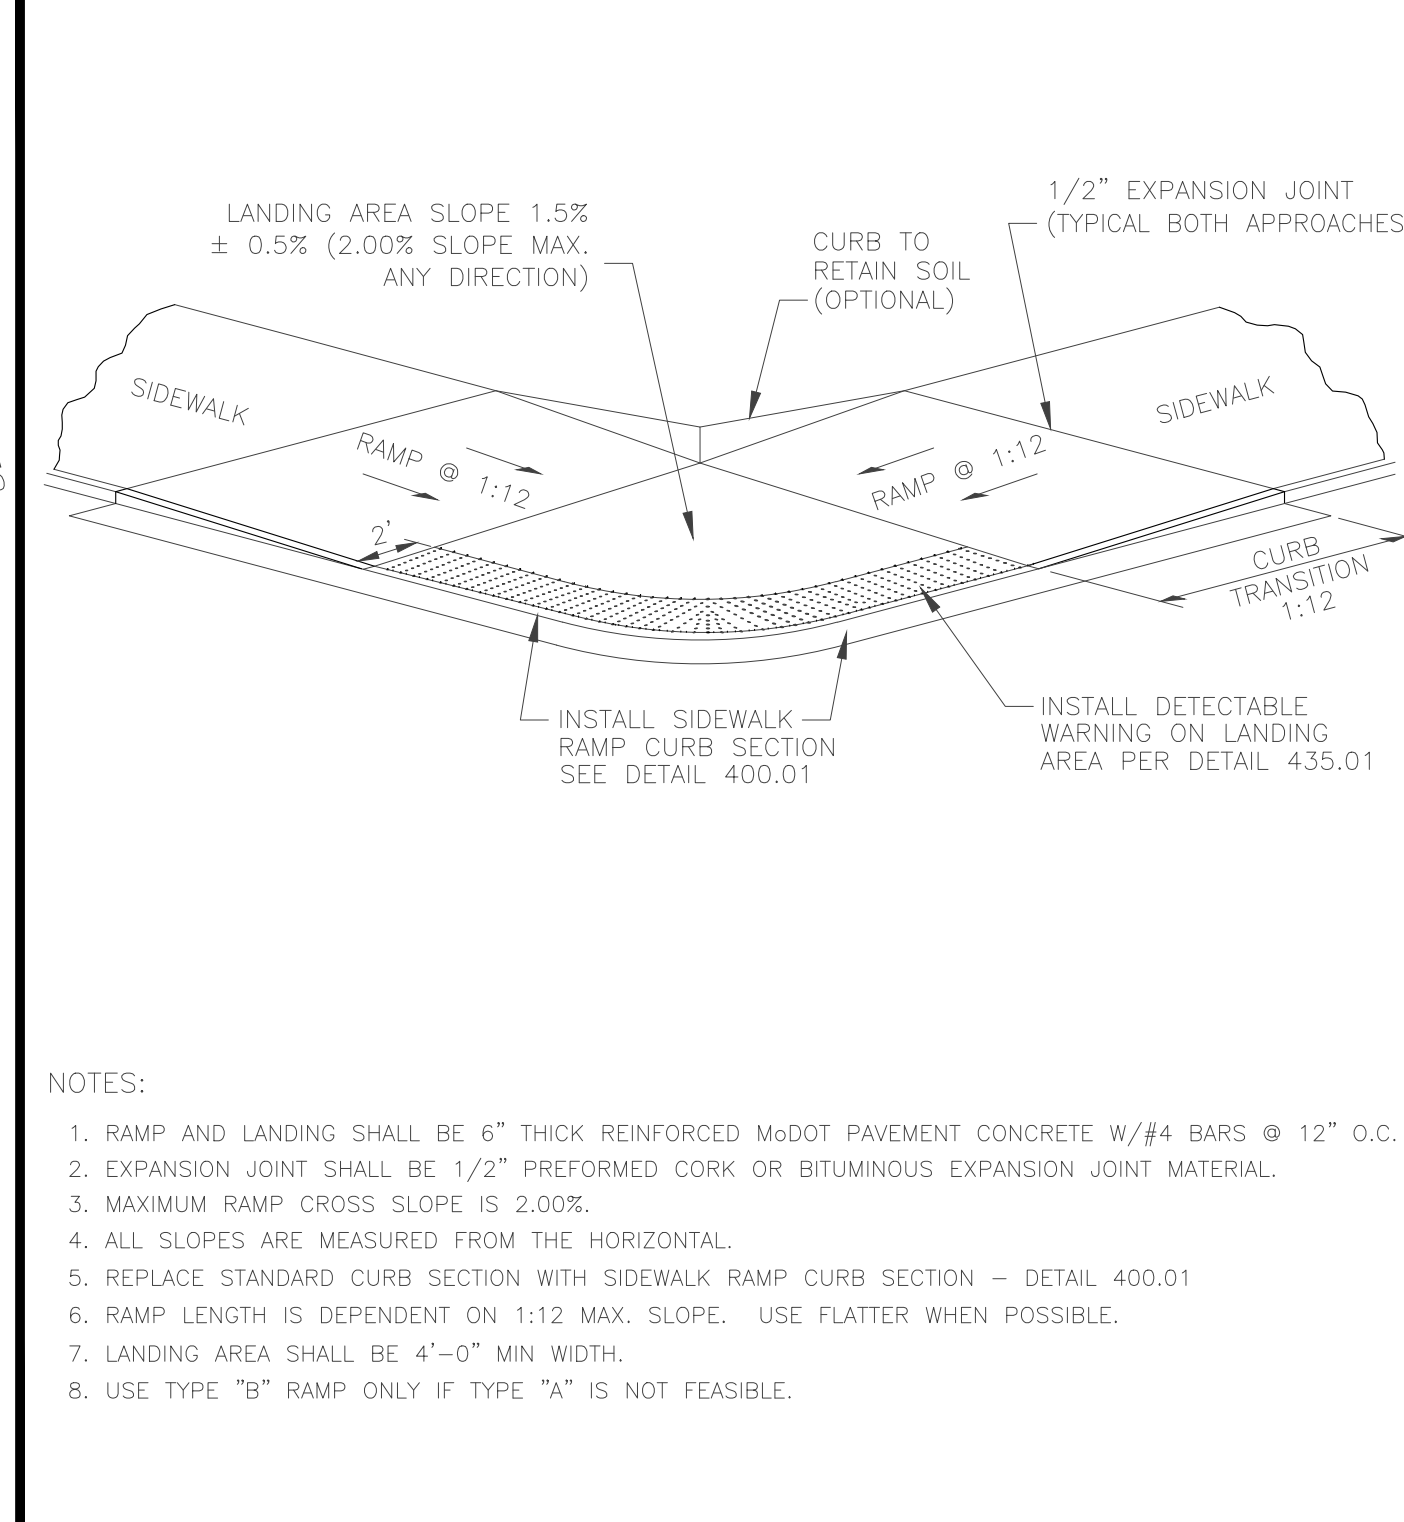 LANDING AREA SLOPE 1.5%
± 0.5% (2.00% SLOPE MAX.
ANY DIRECTION)
CURB TO
RETAIN SOIL
(OPTIONAL)
1/2" EXPANSION JOINT
(TYPICAL BOTH APPROACHES
SIDEWALK
SIDEWALK
RAMP @ 1:12
RAMP @ 1:12
2'
CURB
TRANSITION
1:12
INSTALL SIDEWALK
RAMP CURB SECTION
SEE DETAIL 400.01
INSTALL DETECTABLE
WARNING ON LANDING
AREA PER DETAIL 435.01
NOTES:
1. RAMP AND LANDING SHALL BE 6" THICK REINFORCED MoDOT PAVEMENT CONCRETE W/#4 BARS @ 12" O.C.
2. EXPANSION JOINT SHALL BE 1/2" PREFORMED CORK OR BITUMINOUS EXPANSION JOINT MATERIAL.
3. MAXIMUM RAMP CROSS SLOPE IS 2.00%.
4. ALL SLOPES ARE MEASURED FROM THE HORIZONTAL.
5. REPLACE STANDARD CURB SECTION WITH SIDEWALK RAMP CURB SECTION – DETAIL 400.01
6. RAMP LENGTH IS DEPENDENT ON 1:12 MAX. SLOPE. USE FLATTER WHEN POSSIBLE.
7. LANDING AREA SHALL BE 4'–0" MIN WIDTH.
8. USE TYPE "B" RAMP ONLY IF TYPE "A" IS NOT FEASIBLE.